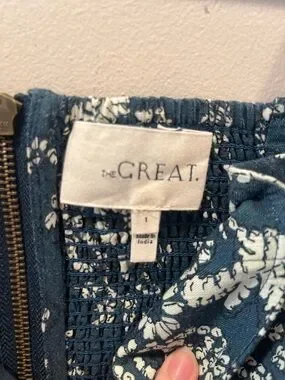 THE GREAT.
1
Made in
India